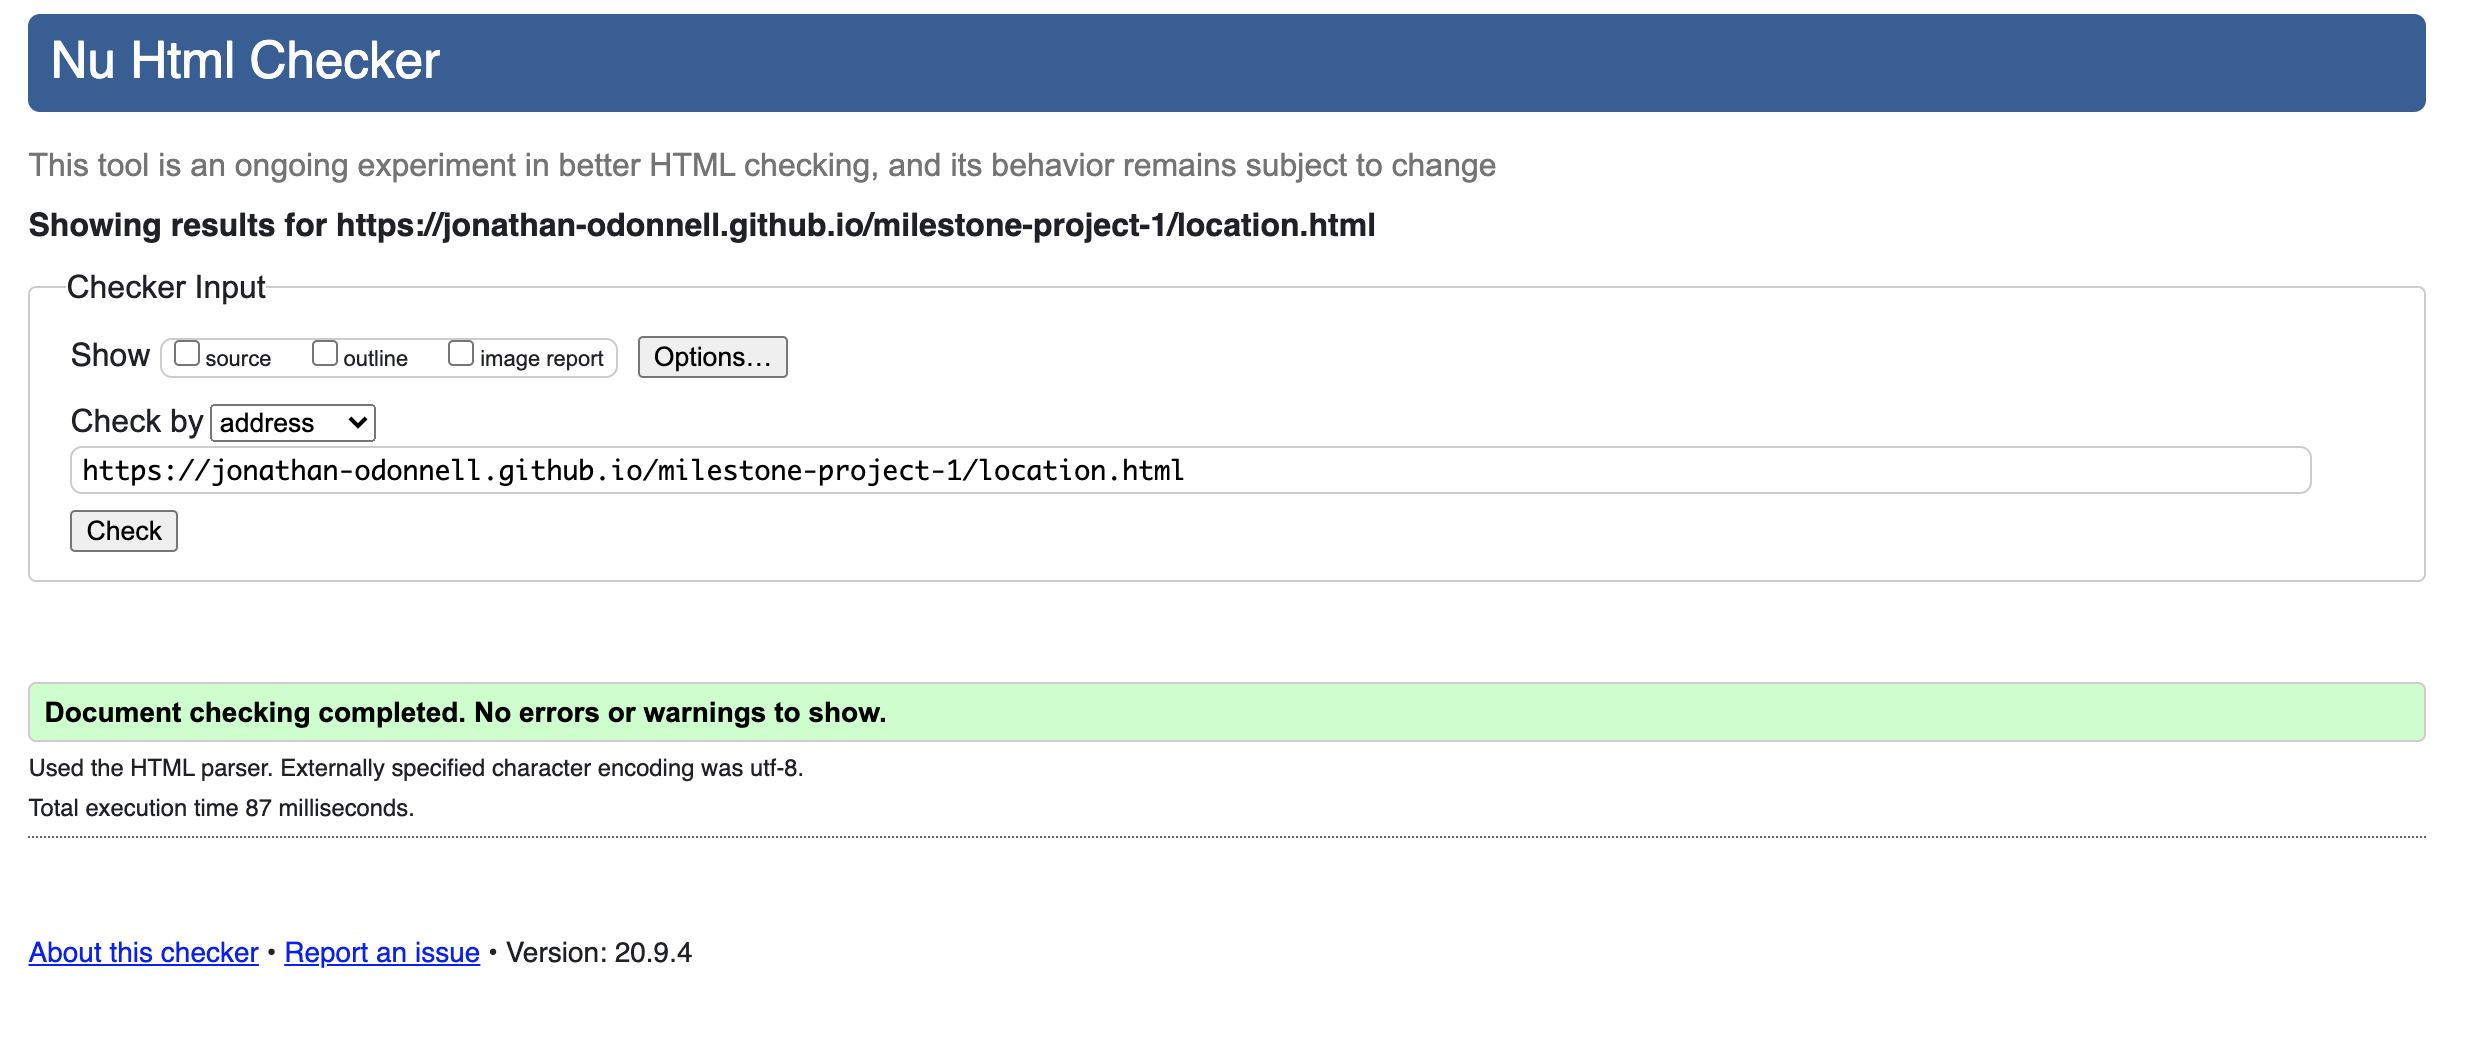 Nu Html Checker
This tool is an ongoing experiment in better HTML checking, and its behavior remains subject to change
Showing results for https://jonathan-odonnell.github.io/milestone-project-1/location.html
Checker Input
Show source outline image report Options…
Check by address
https://jonathan-odonnell.github.io/milestone-project-1/location.html
Check
Document checking completed. No errors or warnings to show.
Used the HTML parser. Externally specified character encoding was utf-8.
Total execution time 87 milliseconds.
About this checker • Report an issue • Version: 20.9.4